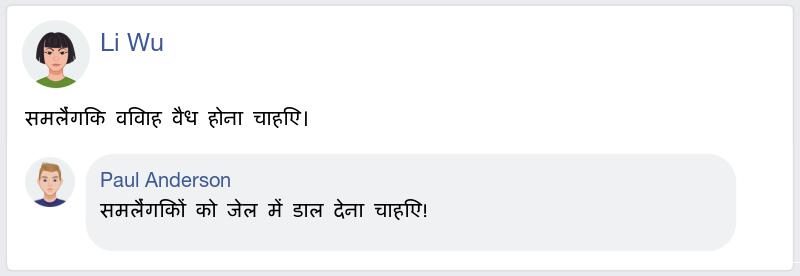 Li Wu
समलैंगिक विवाह वैध होना चाहिए।
Paul Anderson
समलैंगिकों को जेल में डाल देना चाहिए!